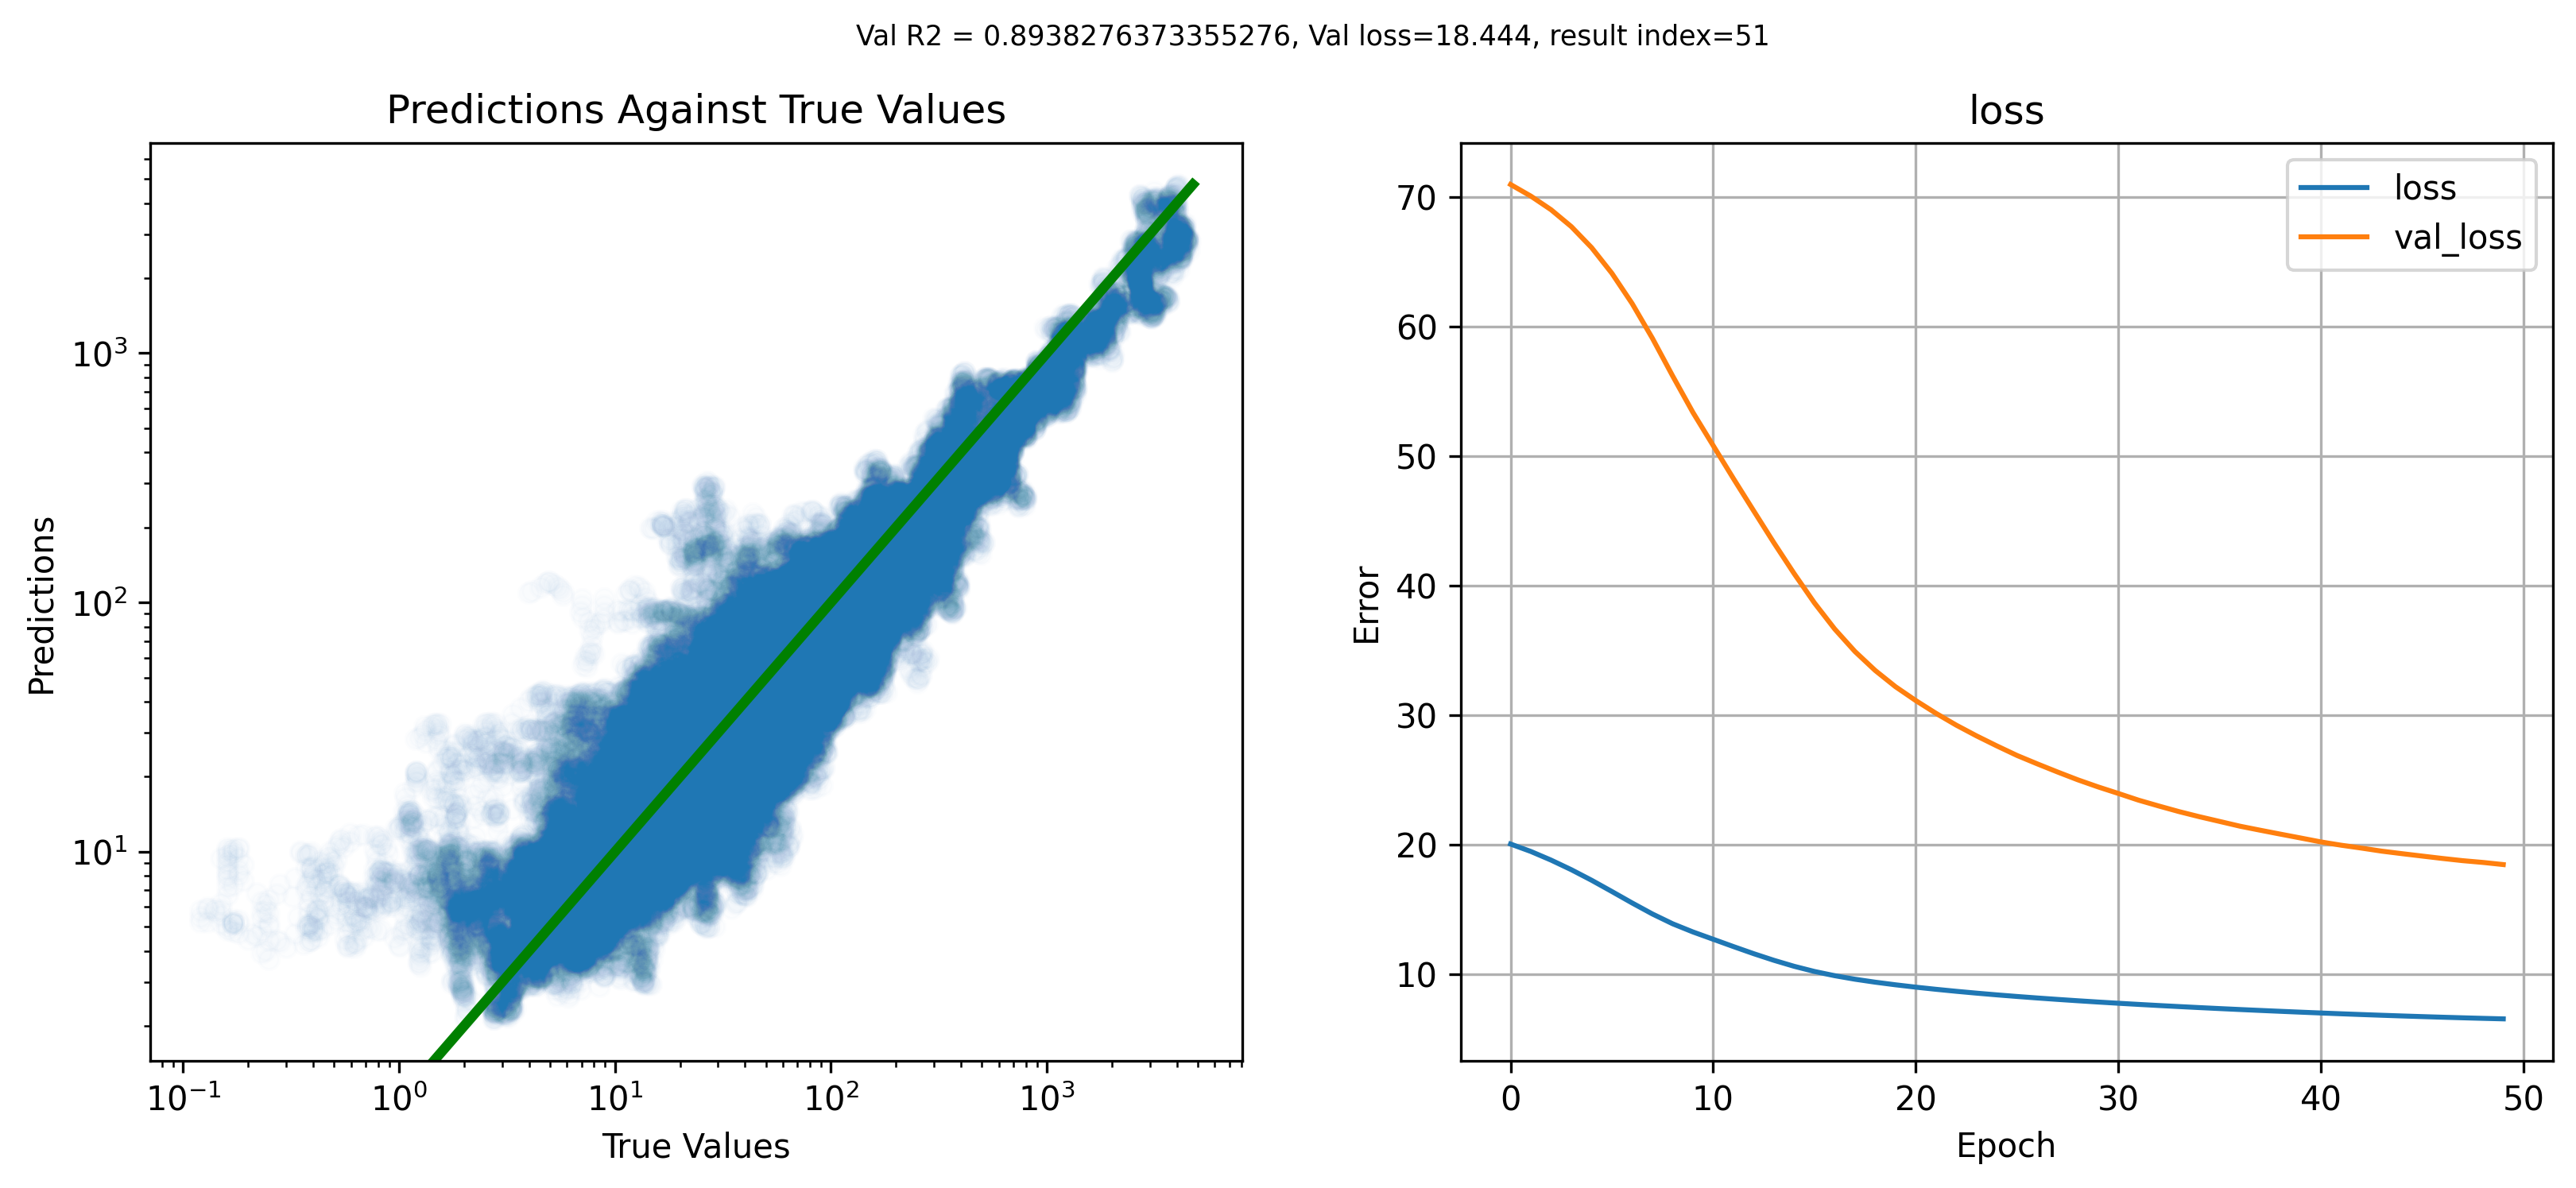 Val R2 = 0.8938276373355276, Val loss=18.444, result index=51
Predictions Against True Values
10³
10²
10¹
Predictions
10⁻¹ 10⁰ 10¹ 10² 10³
True Values
loss
loss
val_loss
70
60
50
40
30
20
10
Error
0 10 20 30 40 50
Epoch